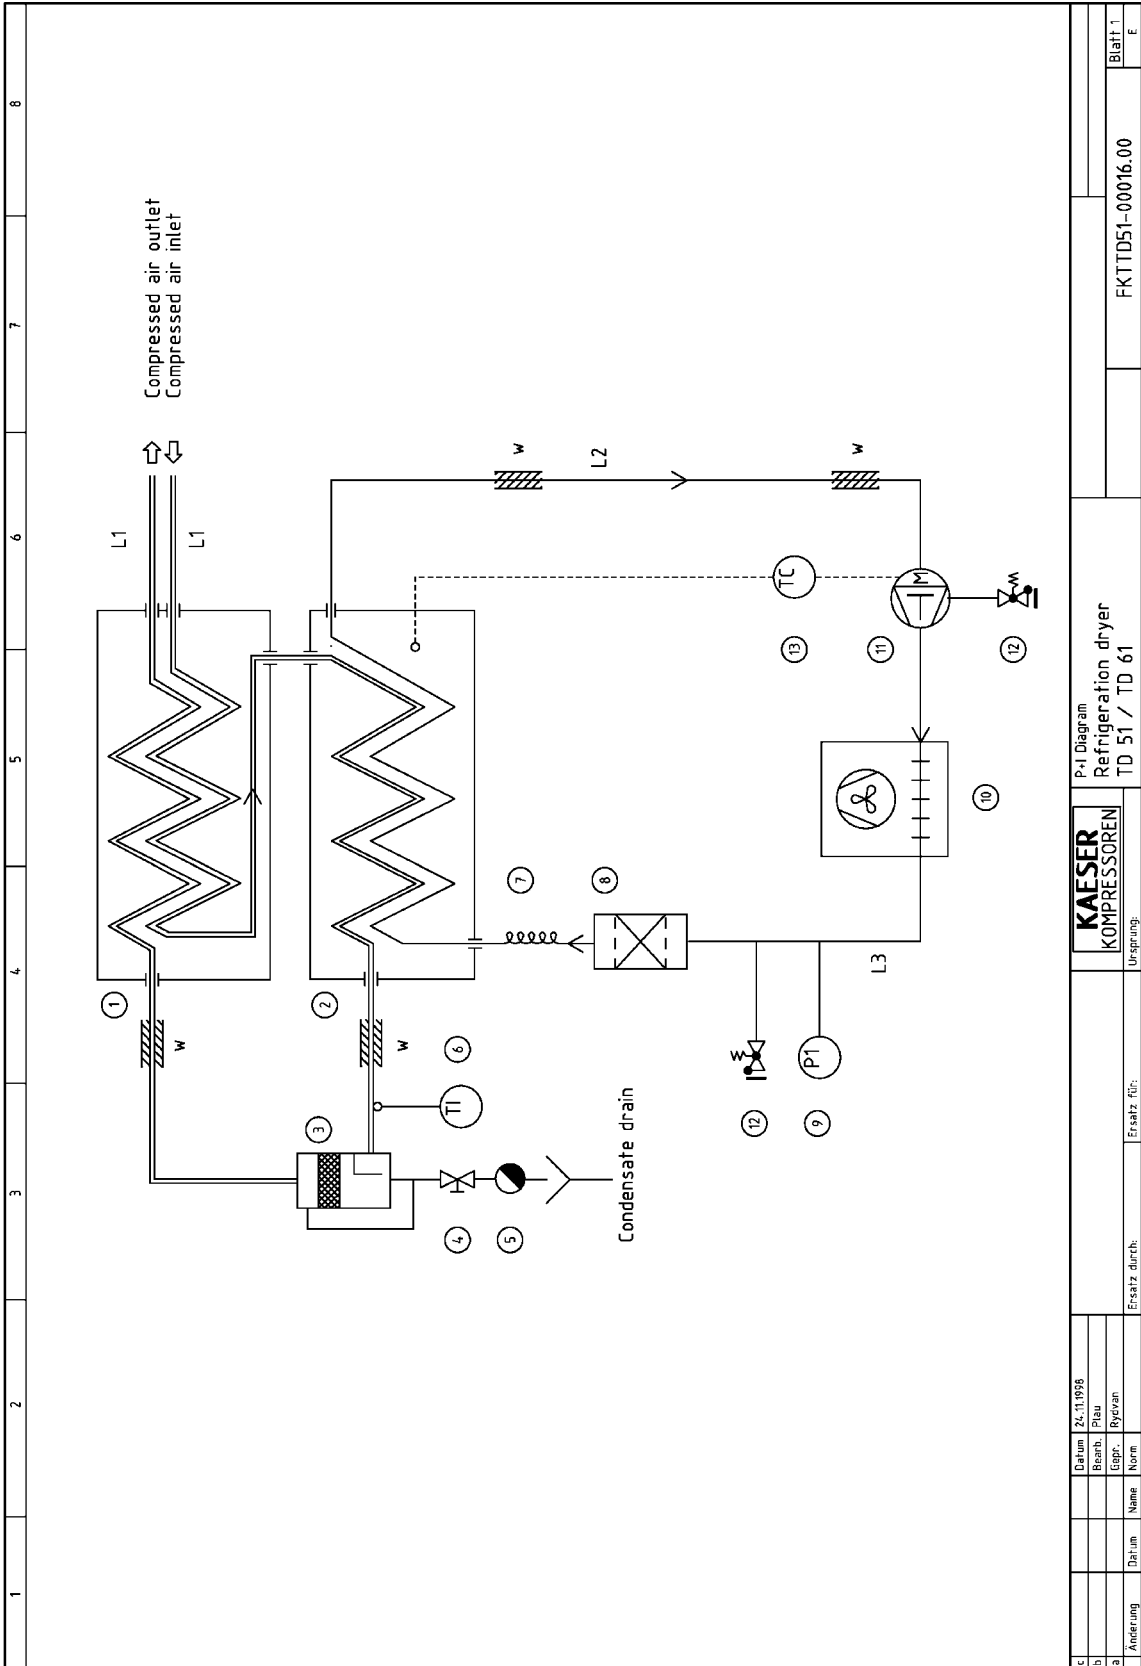 1
2
3
4
5
6
7
8
Compressed air outlet
Compressed air inlet
L1
L1
1
W
2
W
6
TI
3
4
5
Condensate drain
7
8
W
L2
W
TC
13
M
11
12
10
L3
12
P1
9
c
b
a
Änderung
Datum
Name
Datum 24.11.1998
Bearb. Plau
Gepr. Rydvan
Norm
Ersatz durch:
Ersatz für:
Ursprung:
KAESER
KOMPRESSOREN
P+I Diagram
Refrigeration dryer
TD 51 / TD 61
FKTTD51-00016.00
Blatt 1
E